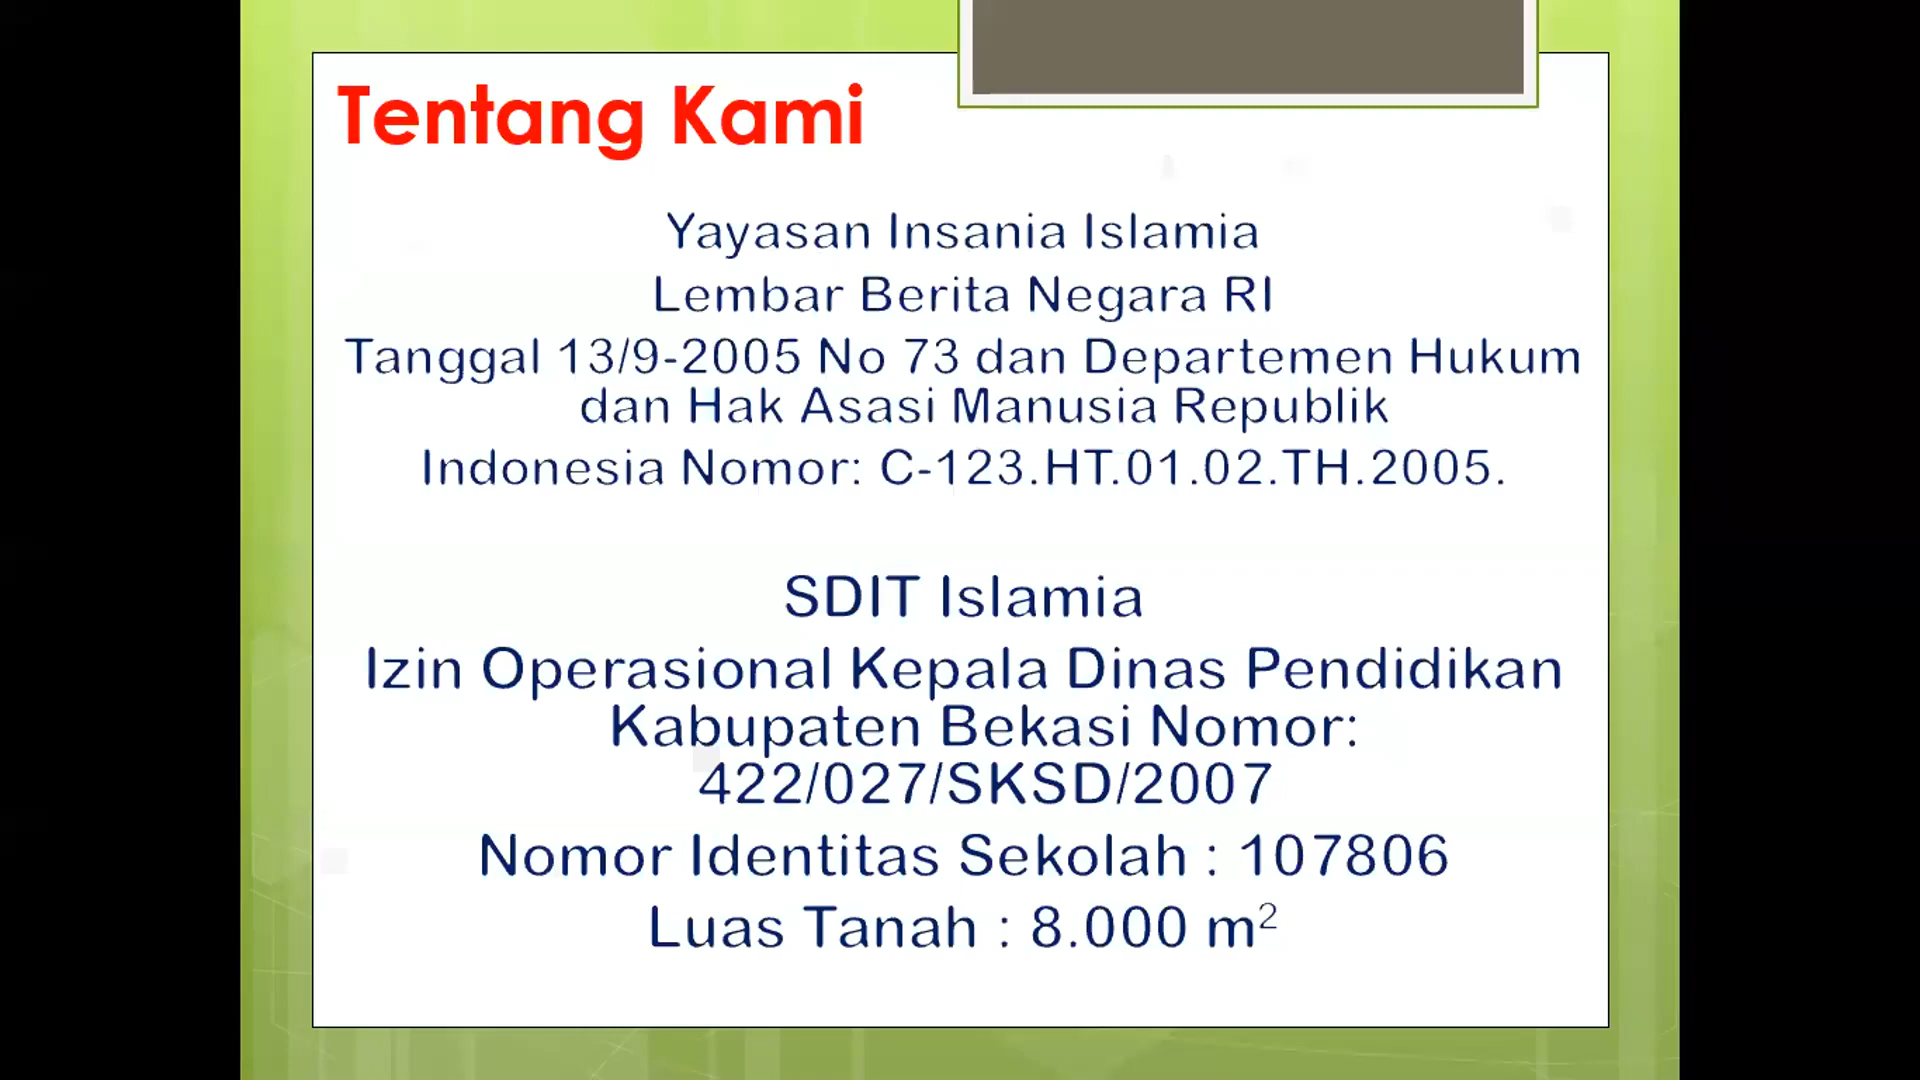 Tentang Kami
Yayasan Insania Islamia
Lembar Berita Negara RI
Tanggal 13/9-2005 No 73 dan Departemen Hukum
dan Hak Asasi Manusia Republik
Indonesia Nomor: C-123.HT.01.02.TH.2005.
SDIT Islamia
Izin Operasional Kepala Dinas Pendidikan
Kabupaten Bekasi Nomor:
422/027/SKSD/2007
Nomor Identitas Sekolah : 107806
Luas Tanah : 8.000 m²